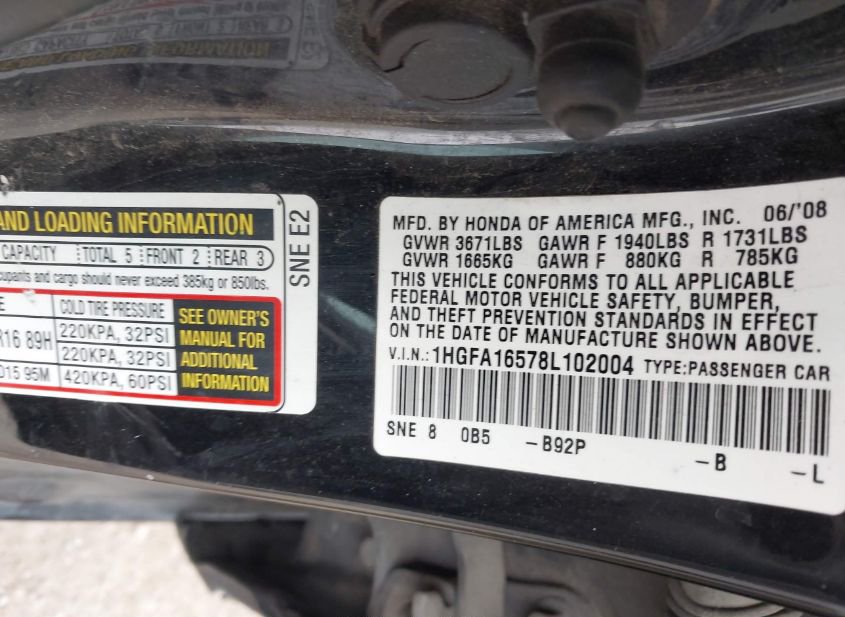 AND LOADING INFORMATION
CAPACITY TOTAL 5 FRONT 2 REAR 3
cupants and cargo should never exceed 385kg or 850lbs.
E COLD TIRE PRESSURE
R16 89H 220KPA, 32PSI
220KPA, 32PSI
D15 95M 420KPA, 60PSI
SEE OWNER'S
MANUAL FOR
ADDITIONAL
INFORMATION
SNE E2
MFD. BY HONDA OF AMERICA MFG., INC. 06/'08
GVWR 3671LBS GAWR F 1940LBS R 1731LBS
GVWR 1665KG GAWR F 880KG R 785KG
THIS VEHICLE CONFORMS TO ALL APPLICABLE
FEDERAL MOTOR VEHICLE SAFETY, BUMPER,
AND THEFT PREVENTION STANDARDS IN EFFECT
ON THE DATE OF MANUFACTURE SHOWN ABOVE.
V.I.N.:1HGFA16578L102004 TYPE:PASSENGER CAR
SNE 8 0B5 -B92P -B -L